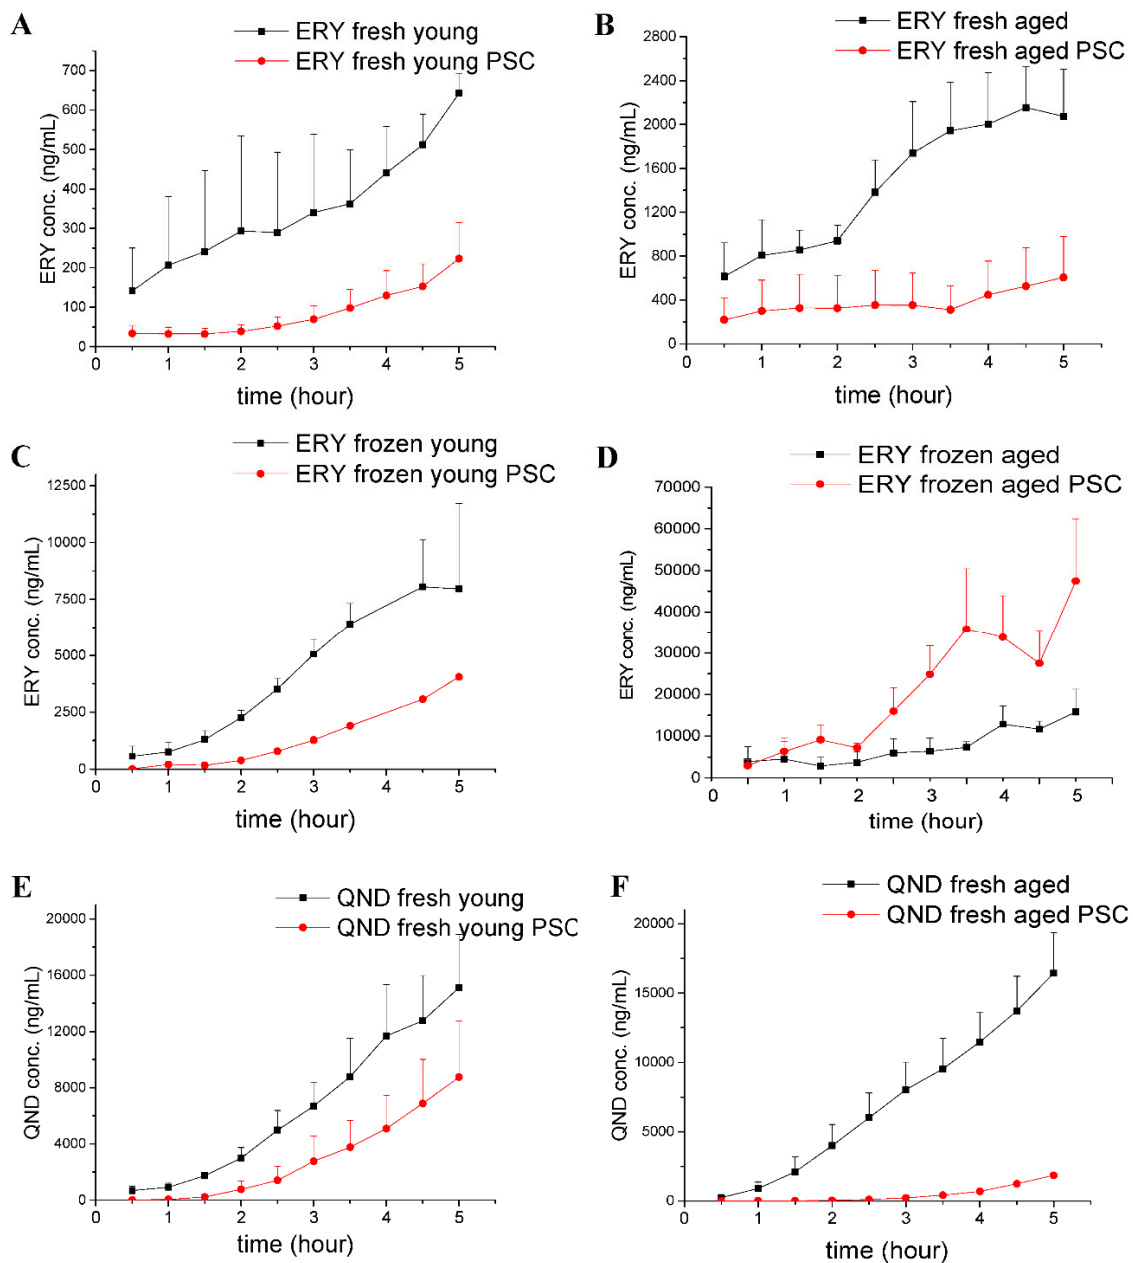 A
ERY fresh young
ERY fresh young PSC
700
600
500
400
300
200
100
0
ERY conc. (ng/mL)
0 1 2 3 4 5
time (hour)
B
ERY fresh aged
ERY fresh aged PSC
2800
2400
2000
1600
1200
800
400
0
ERY conc. (ng/mL)
0 1 2 3 4 5
time (hour)
C
ERY frozen young
ERY frozen young PSC
12500
10000
7500
5000
2500
0
ERY conc. (ng/mL)
0 1 2 3 4 5
time (hour)
D
ERY frozen aged
ERY frozen aged PSC
70000
60000
50000
40000
30000
20000
10000
0
ERY conc. (ng/mL)
0 1 2 3 4 5
time (hour)
E
QND fresh young
QND fresh young PSC
20000
16000
12000
8000
4000
0
QND conc. (ng/mL)
0 1 2 3 4 5
time (hour)
F
QND fresh aged
QND fresh aged PSC
20000
15000
10000
5000
0
QND conc. (ng/mL)
0 1 2 3 4 5
time (hour)